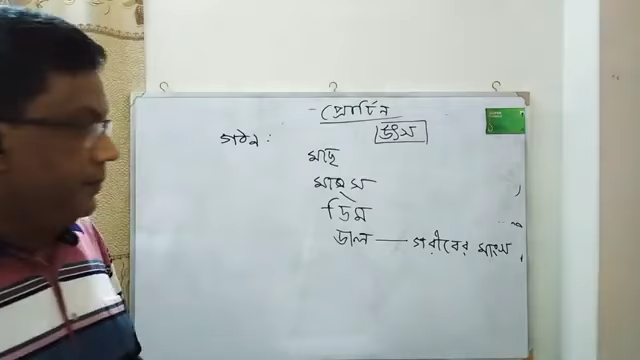 প্রোটিন
গঠন :
উৎস
মাছ
মাংস
ডিম
ডাল — গরীবের মাংস